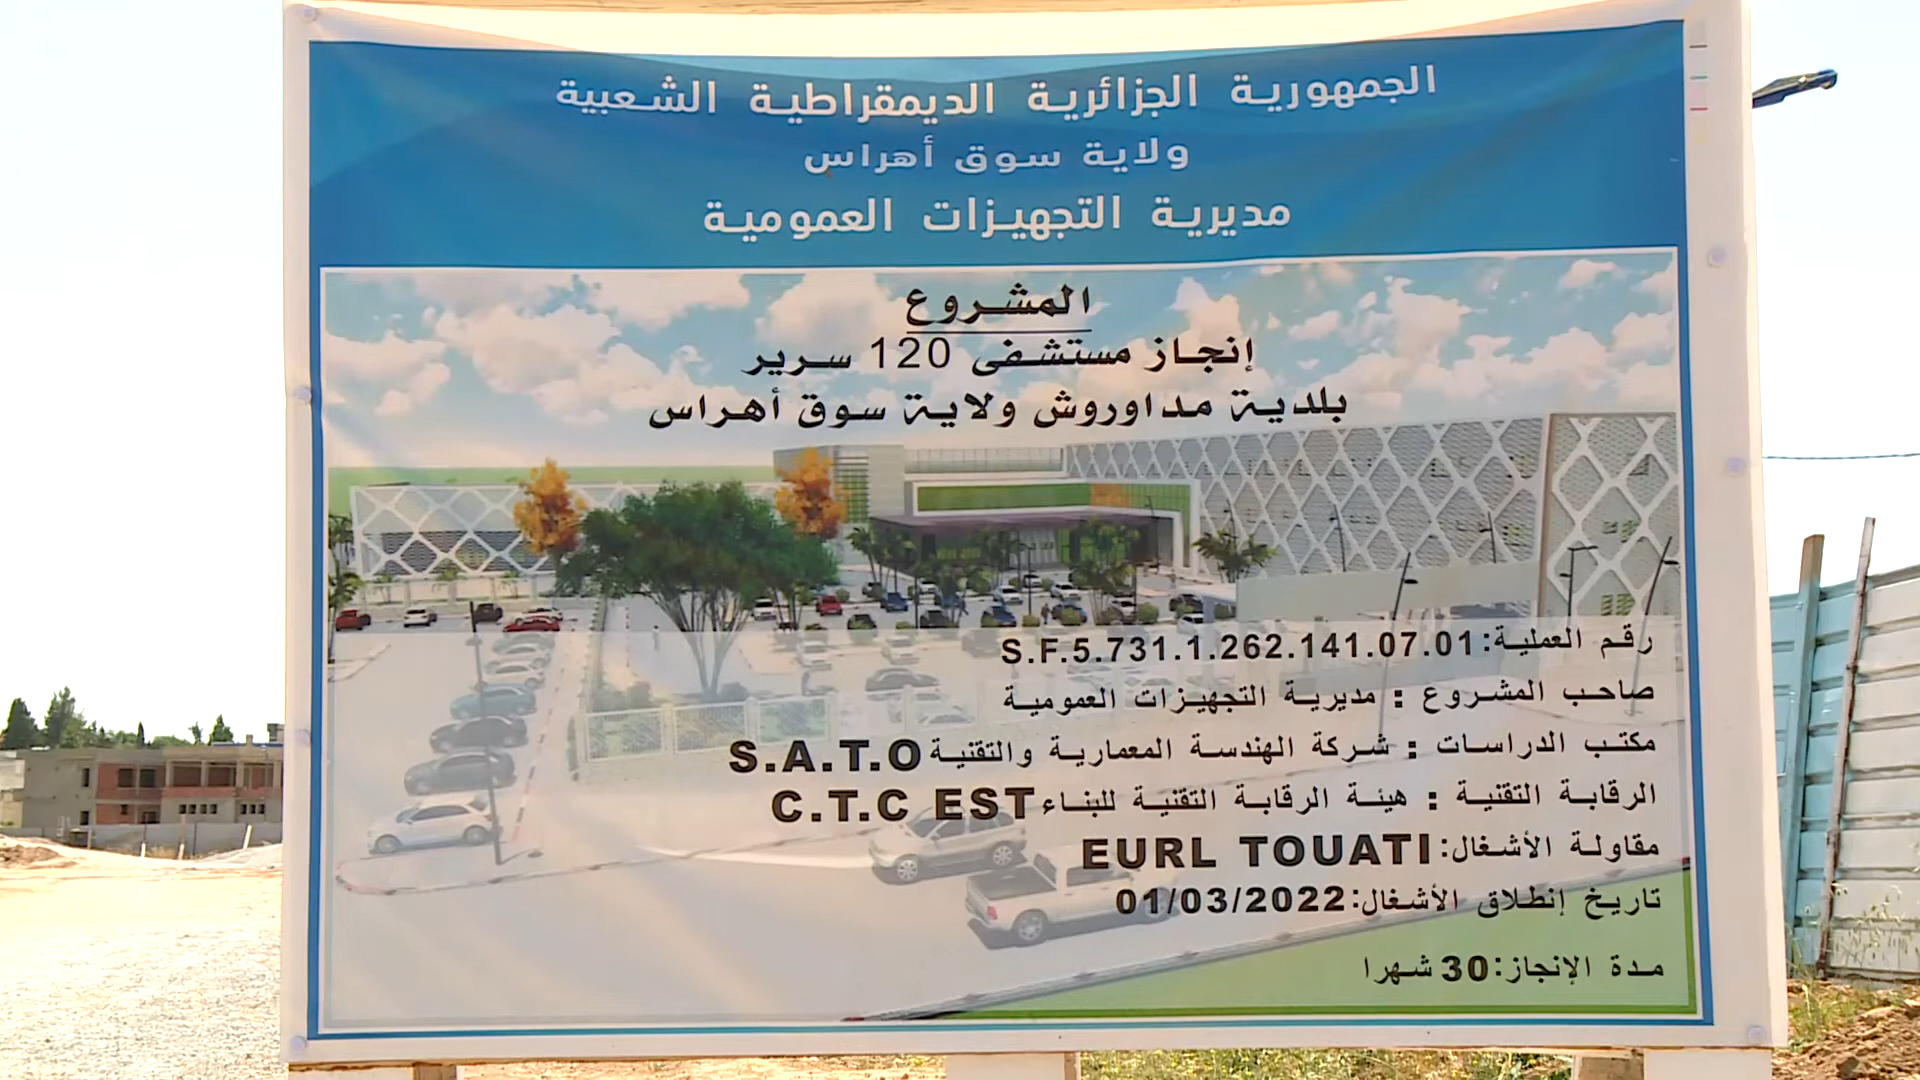 الجمهورية الجزائرية الديمقراطية الشعبية
ولاية سوق أهراس
مديرية التجهيزات العمومية
المشروع
إنجاز مستشفى 120 سرير
بلدية مداوروش ولاية سوق أهراس
رقم العملية:S.F.5.731.1.262.141.07.01
صاحب المشروع : مديرية التجهيزات العمومية
مكتب الدراسات : شركة الهندسة المعمارية والتقنية S.A.T.O
الرقابة التقنية : هيئة الرقابة التقنية للبناء C.T.C EST
مقاولة الأشغال:EURL TOUATI
تاريخ إنطلاق الأشغال:01/03/2022
مدة الإنجاز:30 شهرا